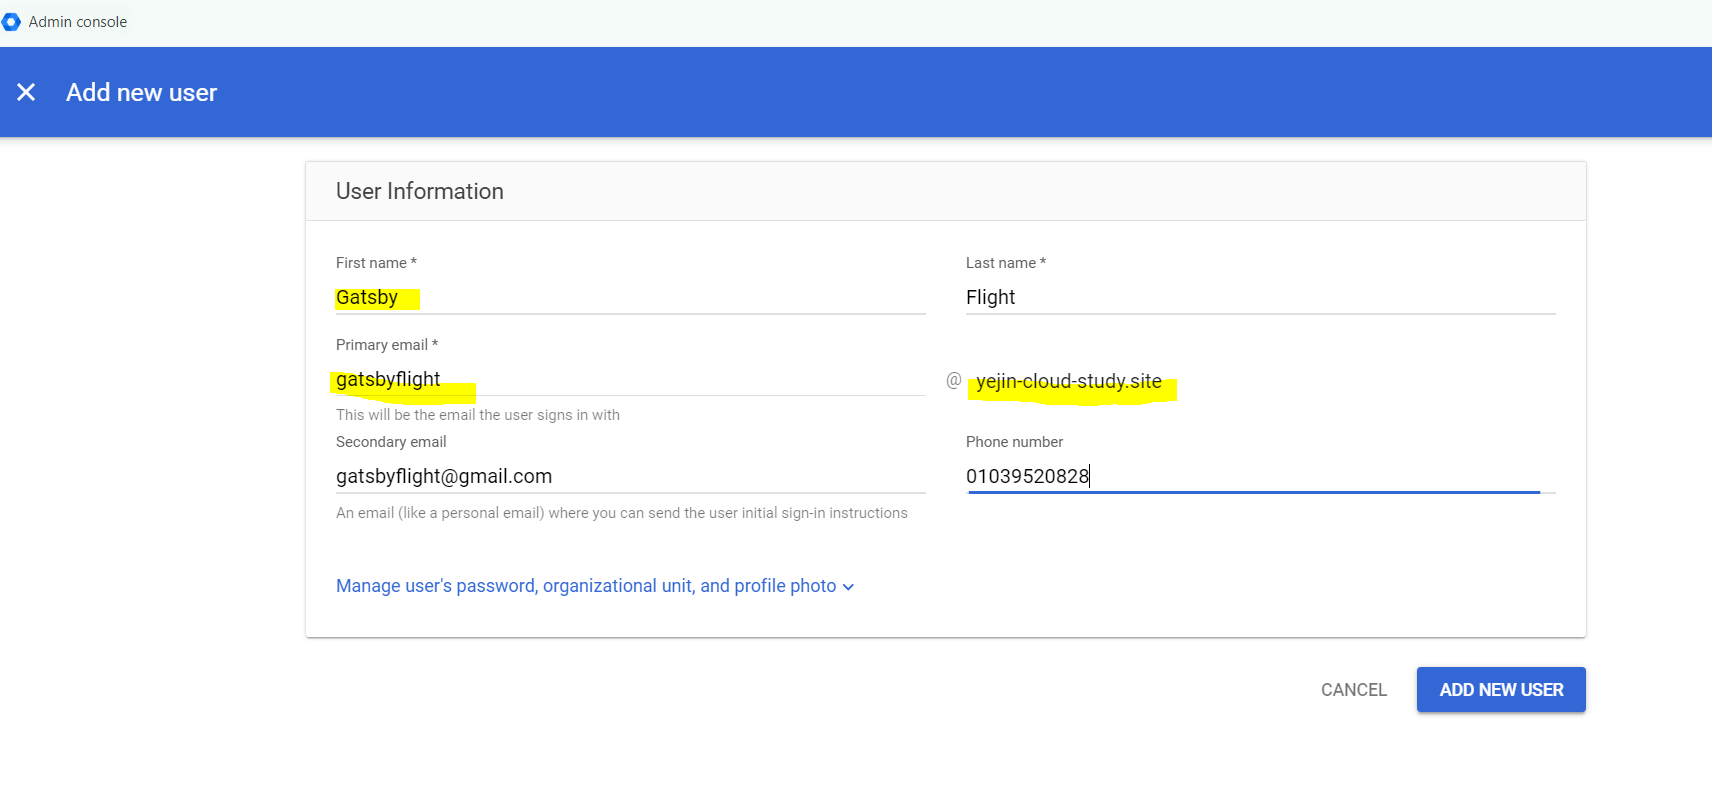 Admin console
Add new user
User Information
First name *
Last name *
Gatsby
Flight
Primary email *
gatsbyflight
@ yejin-cloud-study.site
This will be the email the user signs in with
Secondary email
Phone number
gatsbyflight@gmail.com
01039520828
An email (like a personal email) where you can send the user initial sign-in instructions
Manage user's password, organizational unit, and profile photo
CANCEL
ADD NEW USER